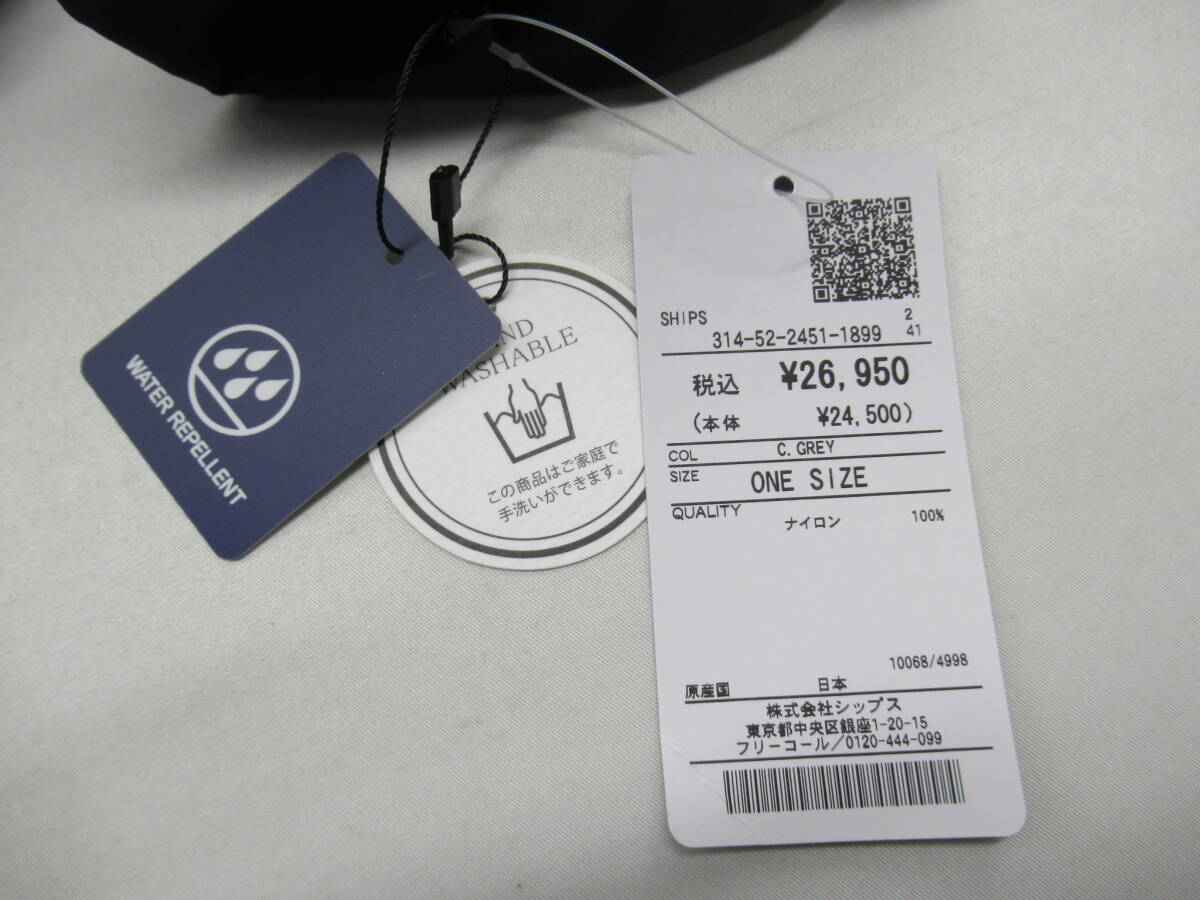 WATER REPELLENT
WASHABLE
この商品はご家庭で
手洗いができます。
SHIPS 2
314-52-2451-1899 41
税込 ¥26,950
(本体 ¥24,500)
COL C.GREY
SIZE ONE SIZE
QUALITY
ナイロン 100%
10068/4998
原産国 日本
株式会社シップス
東京都中央区銀座1-20-15
フリーコール/0120-444-099